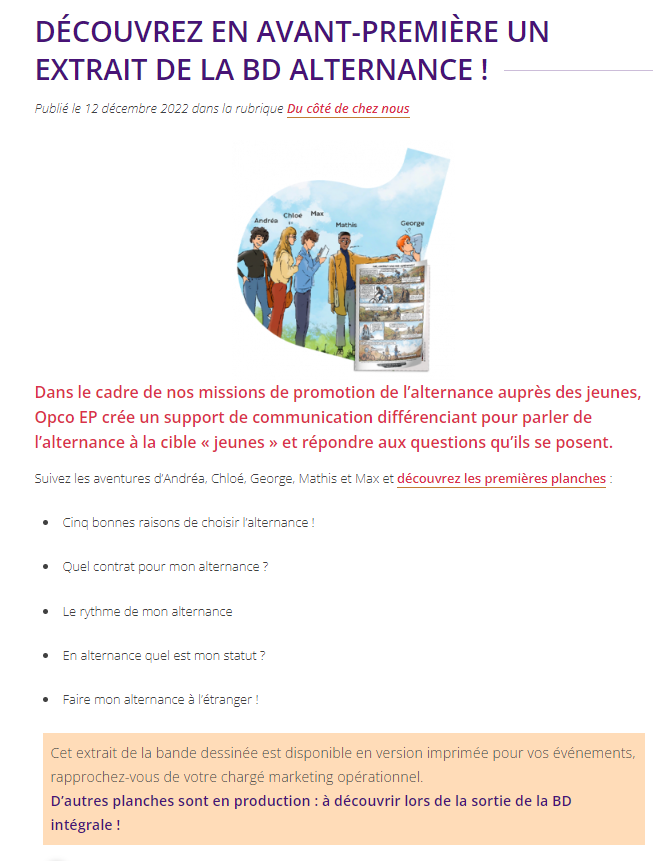 DÉCOUVREZ EN AVANT-PREMIÈRE UN
EXTRAIT DE LA BD ALTERNANCE !
Publié le 12 décembre 2022 dans la rubrique Du côté de chez nous
Andréa
Chloé
Max
Mathis
George
Dans le cadre de nos missions de promotion de l'alternance auprès des jeunes,
Opco EP crée un support de communication différenciant pour parler de
l'alternance à la cible « jeunes » et répondre aux questions qu'ils se posent.
Suivez les aventures d'Andréa, Chloé, George, Mathis et Max et découvrez les premières planches :
• Cinq bonnes raisons de choisir l'alternance !
• Quel contrat pour mon alternance ?
• Le rythme de mon alternance
• En alternance quel est mon statut ?
• Faire mon alternance à l'étranger !
Cet extrait de la bande dessinée est disponible en version imprimée pour vos événements,
rapprochez-vous de votre chargé marketing opérationnel.
D'autres planches sont en production : à découvrir lors de la sortie de la BD
intégrale !